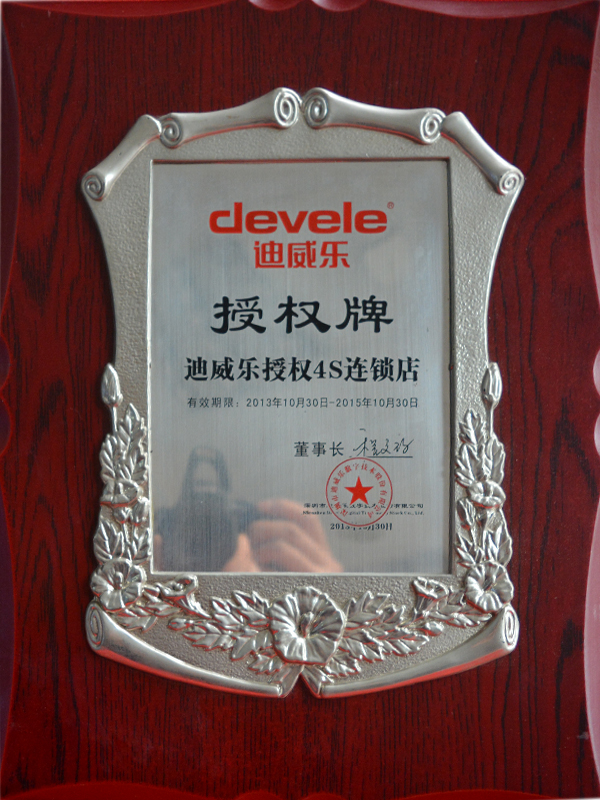 devele®
迪威乐
授权牌
迪威乐授权4S连锁店
有效期限：2013年10月30日-2015年10月30日
董事长